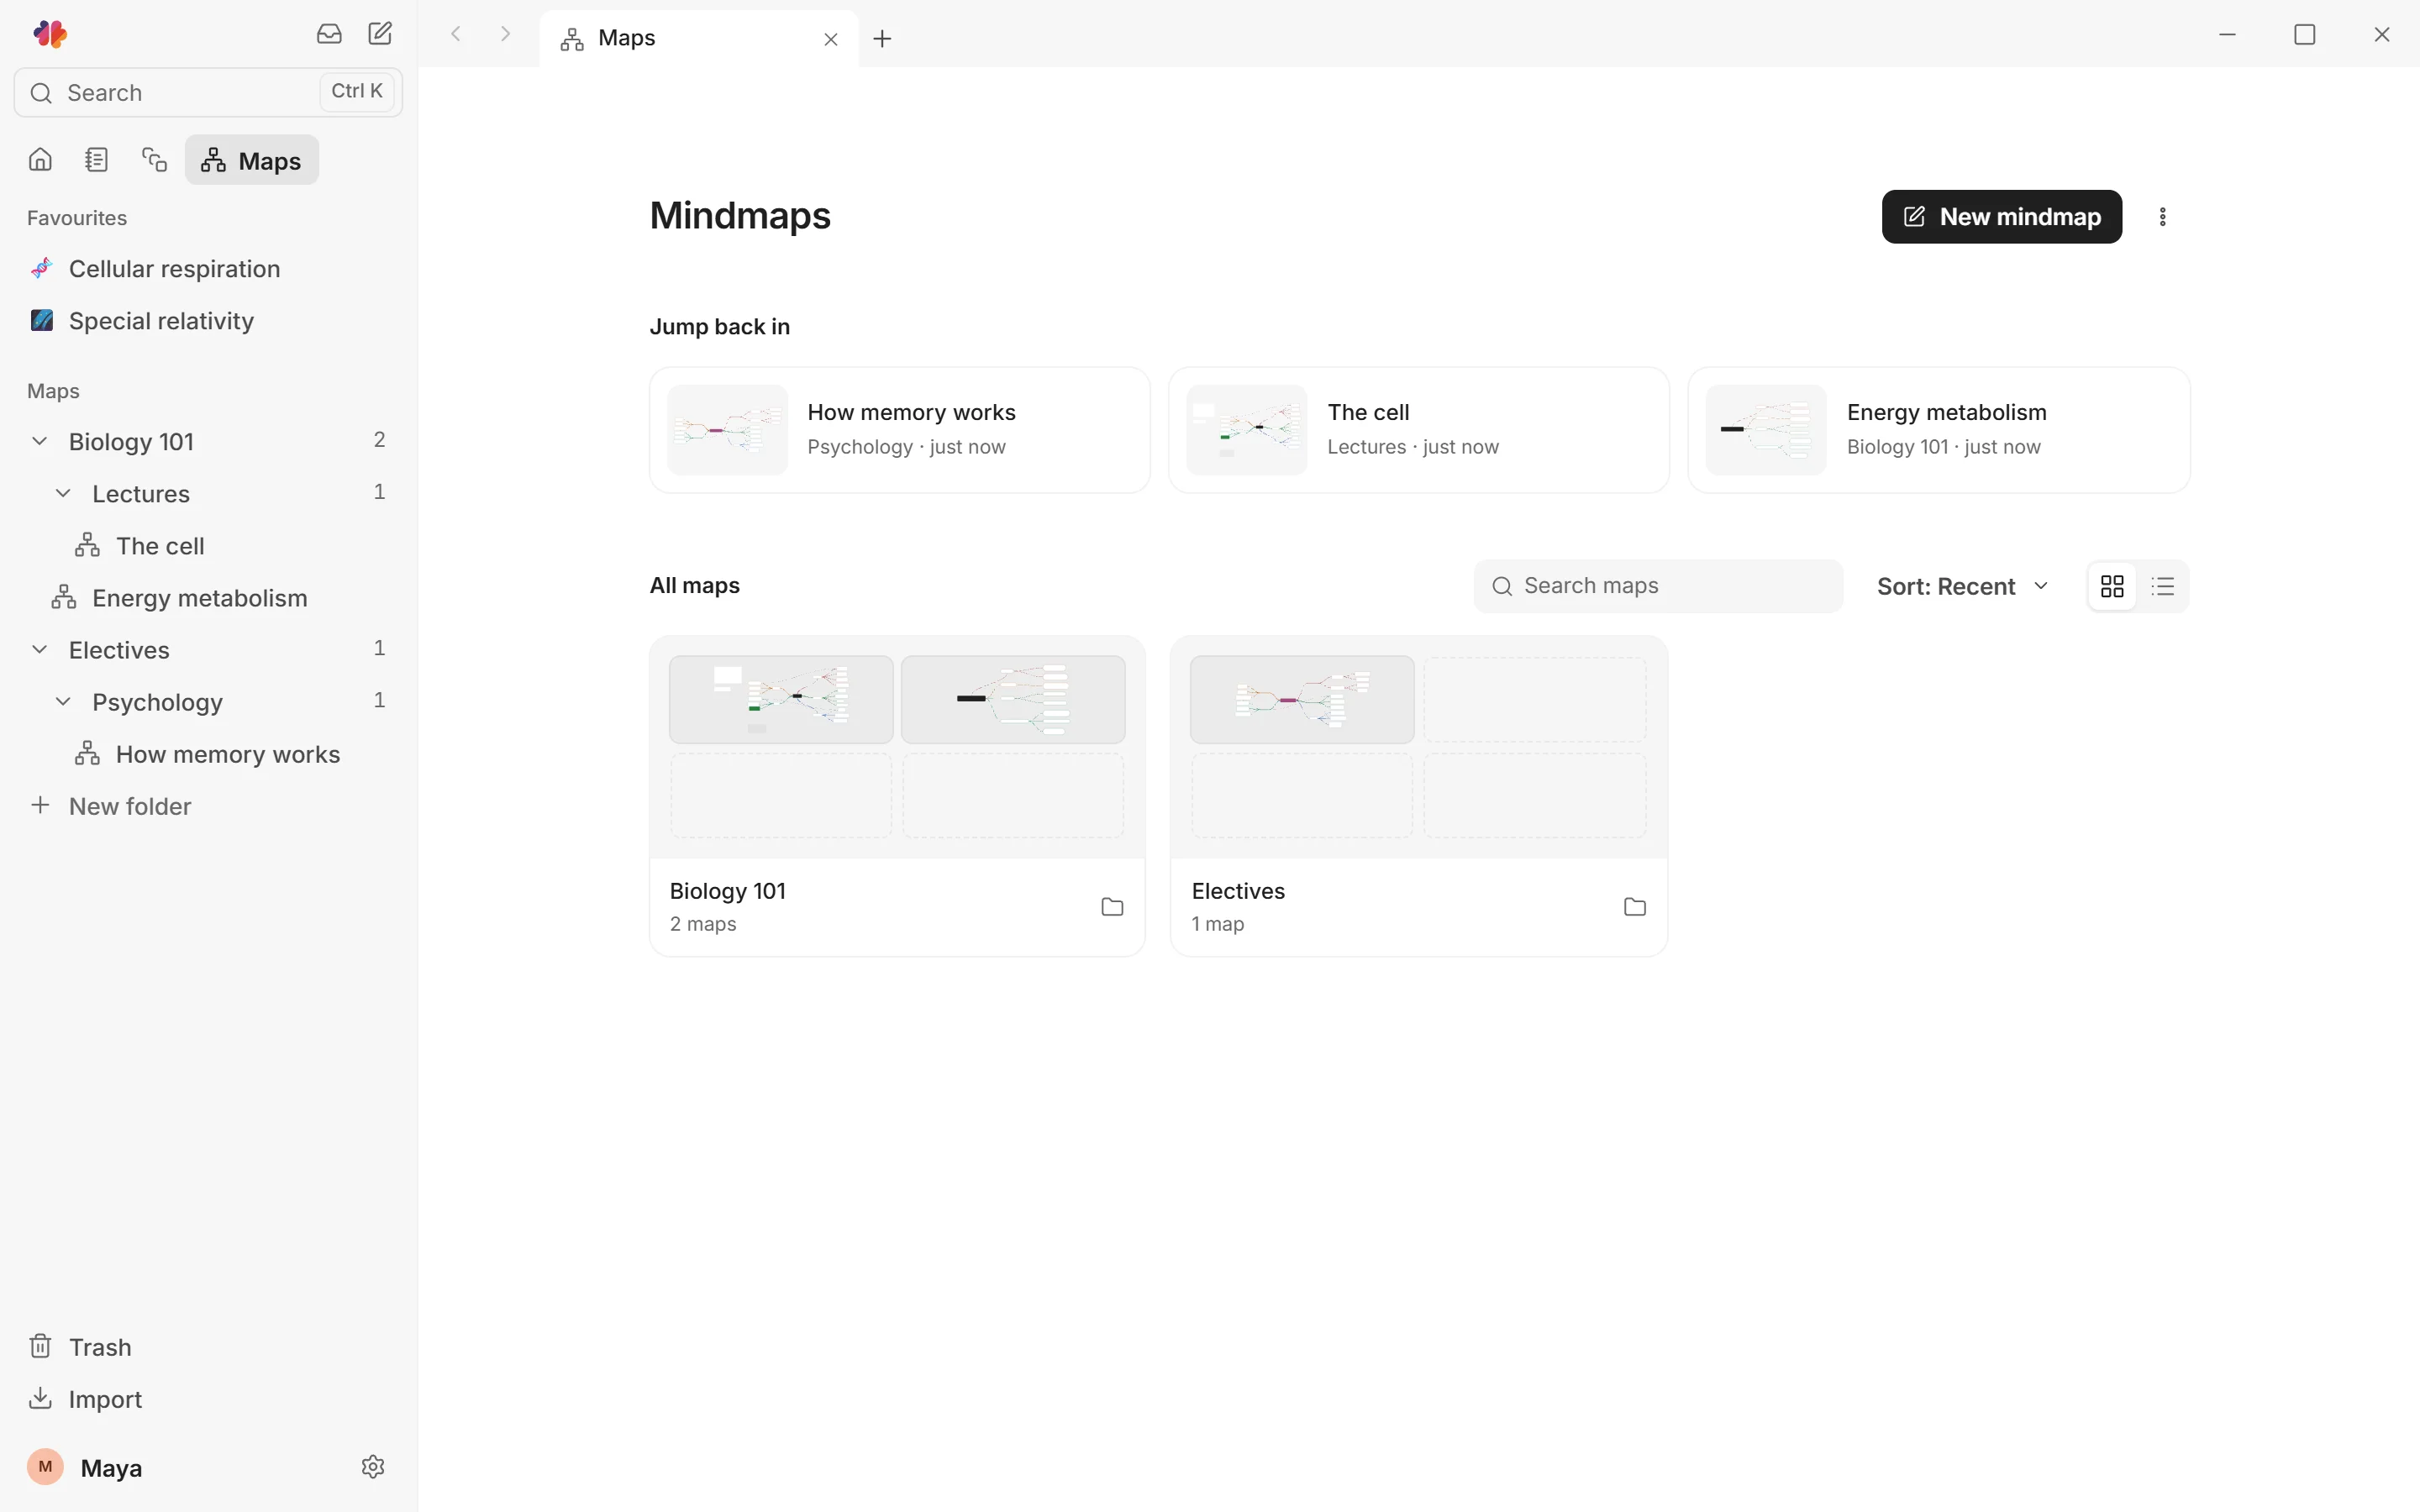 Search
Ctrl K
Maps
Favourites
Cellular respiration
Special relativity
Maps
Biology 101
2
Lectures
1
The cell
Energy metabolism
Electives
1
Psychology
1
How memory works
New folder
Trash
Import
M
Maya
Maps
Mindmaps
New mindmap
Jump back in
How memory works
Psychology · just now
The cell
Lectures · just now
Energy metabolism
Biology 101 · just now
All maps
Search maps
Sort: Recent
Biology 101
2 maps
Electives
1 map